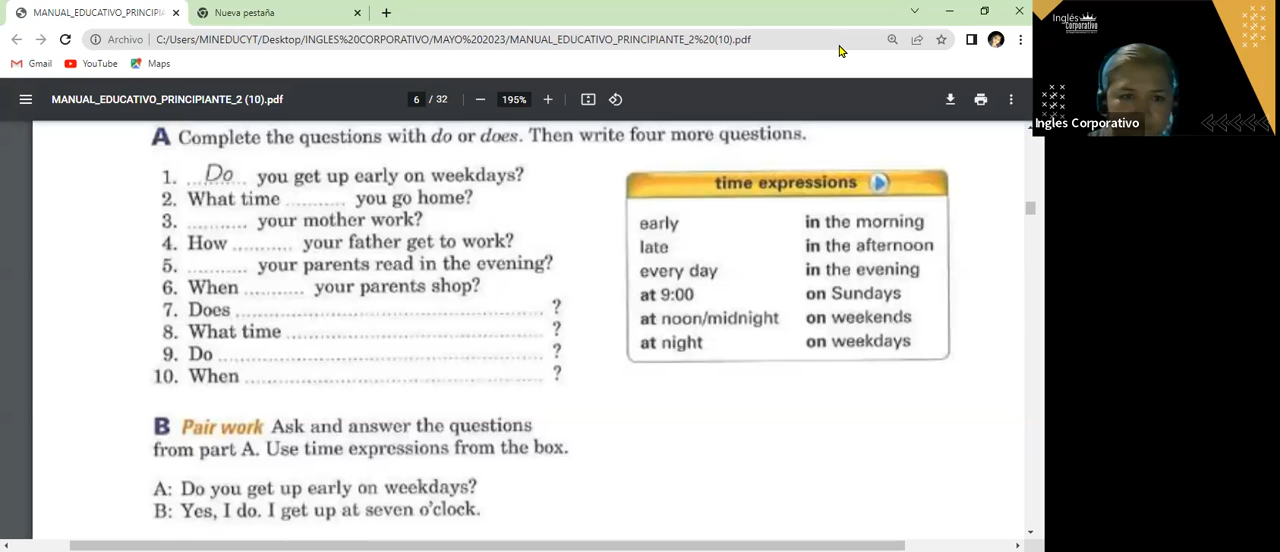 MANUAL_EDUCATIVO_PRINCIPIA
Nueva pestaña
Archivo
C:/Users/MINEDUCYT/Desktop/INGLES%20CORPORATIVO/MAYO%202023/MANUAL_EDUCATIVO_PRINCIPIANTE_2%20(10).pdf
Gmail
YouTube
Maps
MANUAL_EDUCATIVO_PRINCIPIANTE_2 (10).pdf
6 / 32
195%
Inglés
Corporativo
Ingles Corporativo
A Complete the questions with do or does. Then write four more questions.
1. Do you get up early on weekdays?
2. What time .......... you go home?
3. .......... your mother work?
4. How .......... your father get to work?
5. .......... your parents read in the evening?
6. When .......... your parents shop?
7. Does .......... ?
8. What time .......... ?
9. Do .......... ?
10. When .......... ?
time expressions
early
late
every day
at 9:00
at noon/midnight
at night
in the morning
in the afternoon
in the evening
on Sundays
on weekends
on weekdays
B Pair work Ask and answer the questions
from part A. Use time expressions from the box.
A: Do you get up early on weekdays?
B: Yes, I do. I get up at seven o'clock.